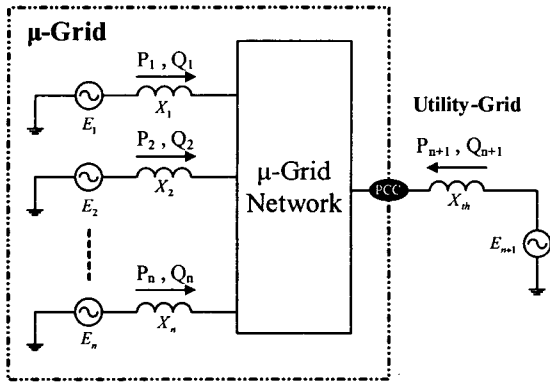 μ-Grid
P1 , Q1
X1
E1
P2 , Q2
X2
E2
Pn , Qn
Xn
En
μ-Grid
Network
PCC
Utility-Grid
Pn+1 , Qn+1
Xth
En+1